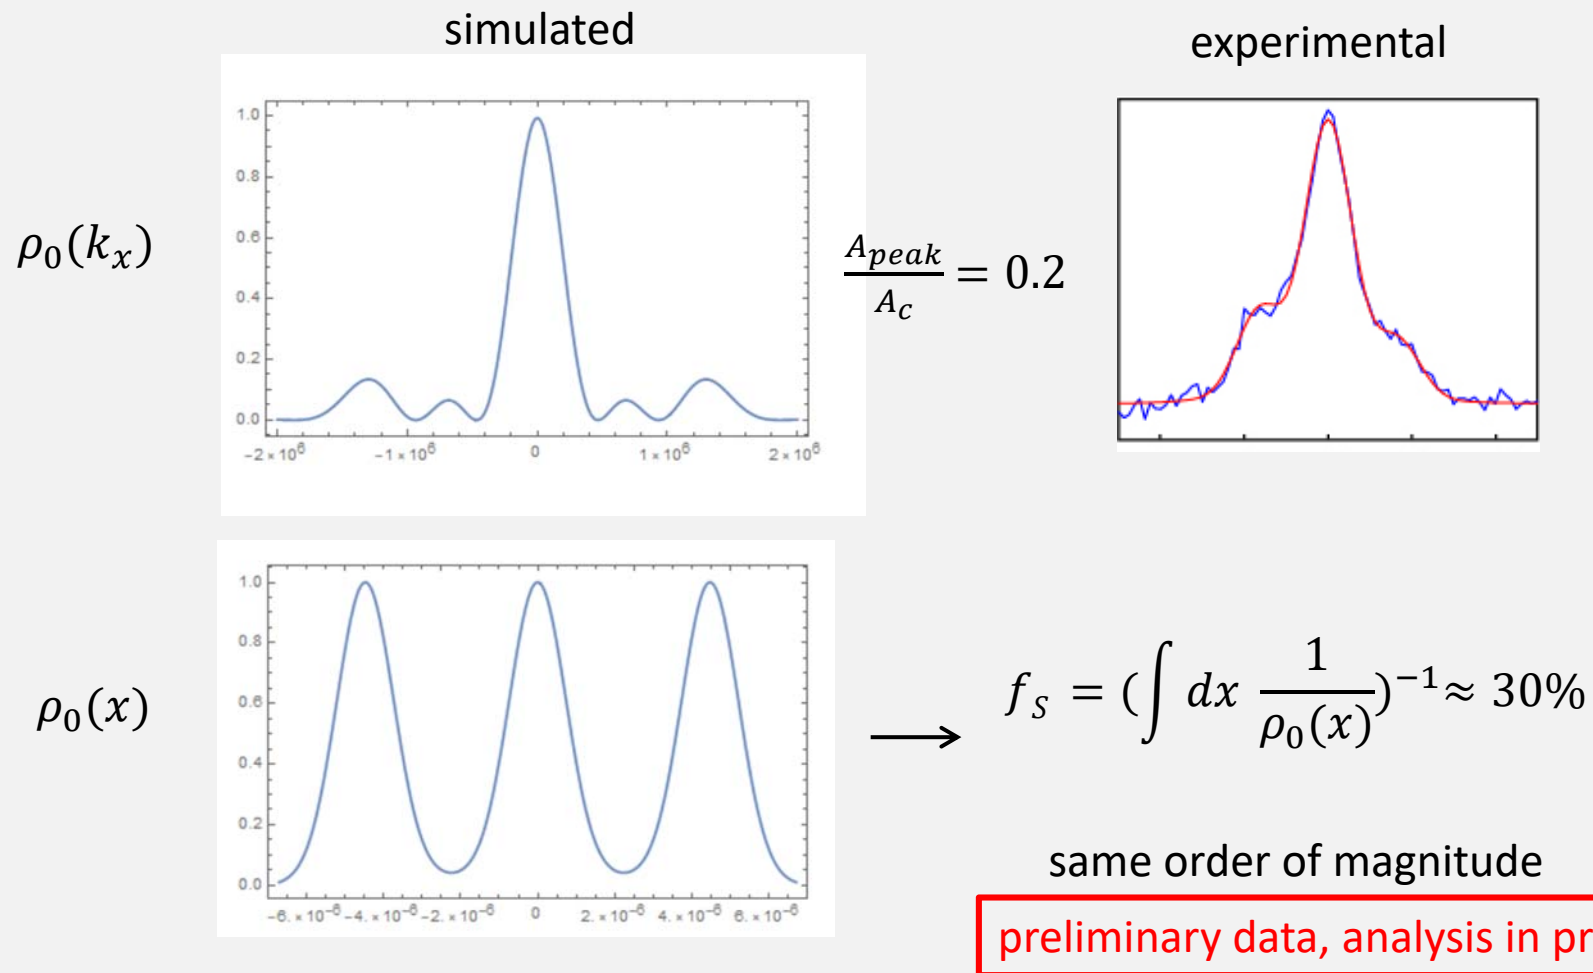 simulated
experimental
ρ₀(kₓ)
1.0
0.8
0.6
0.4
0.2
0.0
−2×10⁶ −1×10⁶ 0 1×10⁶ 2×10⁶
A_peak / A_c = 0.2
ρ₀(x)
1.0
0.8
0.6
0.4
0.2
0.0
−6.×10⁻⁶ −4.×10⁻⁶ −2.×10⁻⁶ 0 2.×10⁻⁶ 4.×10⁻⁶ 6.×10⁻⁶
f_S = (∫ dx 1/ρ₀(x))⁻¹ ≈ 30%
same order of magnitude
preliminary data, analysis in pr